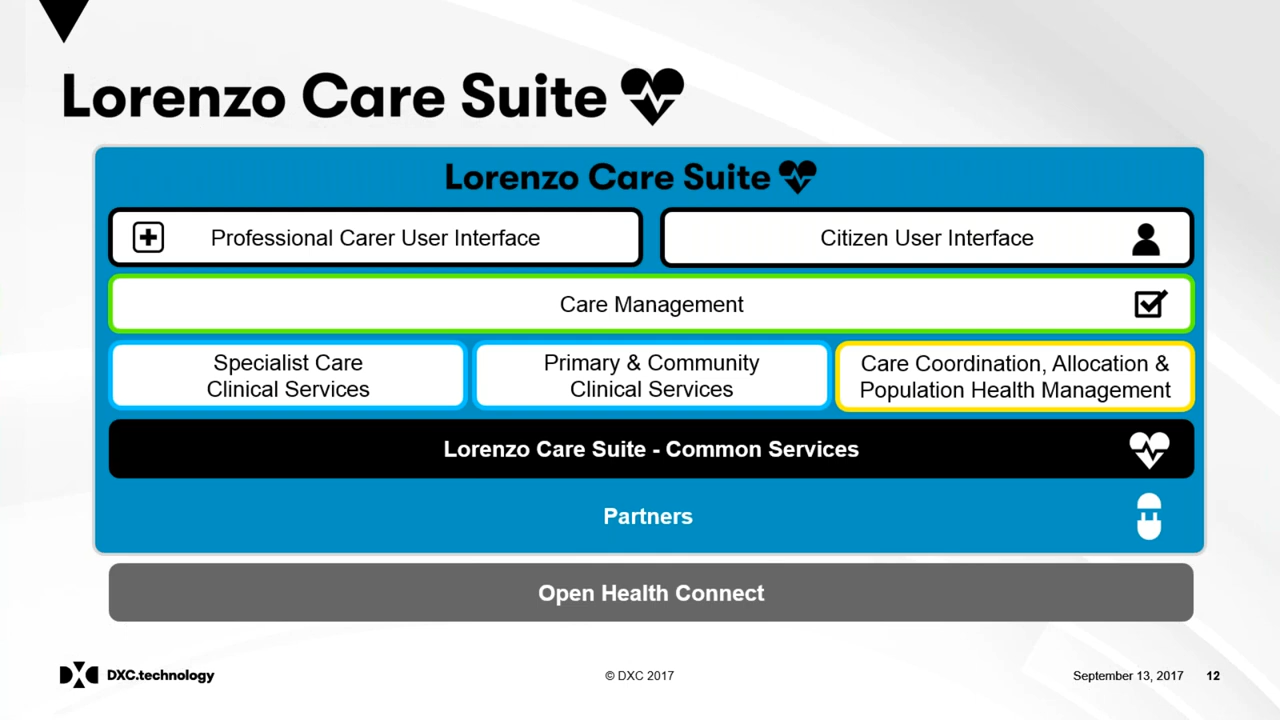 Lorenzo Care Suite
Lorenzo Care Suite
Professional Carer User Interface
Citizen User Interface
Care Management
Specialist Care
Clinical Services
Primary & Community
Clinical Services
Care Coordination, Allocation &
Population Health Management
Lorenzo Care Suite - Common Services
Partners
Open Health Connect
DXC.technology
© DXC 2017
September 13, 2017
12